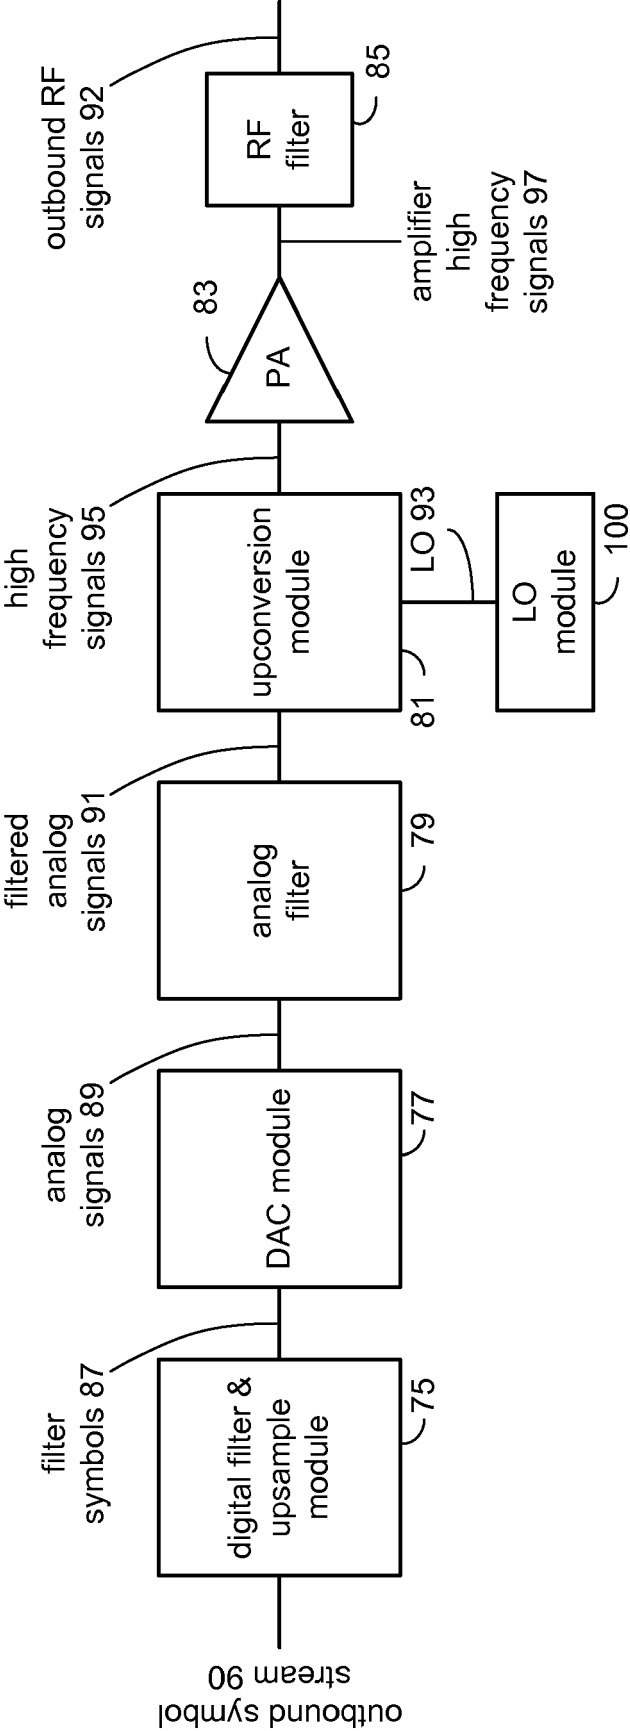 outbound symbol
stream 90
digital filter &
upsample
module
75
filter
symbols 87
DAC module
77
analog
signals 89
analog
filter
79
filtered
analog
signals 91
upconversion
module
81
LO 93
LO
module
100
high
frequency
signals 95
PA
83
amplifier
high
frequency
signals 97
RF
filter
85
outbound RF
signals 92